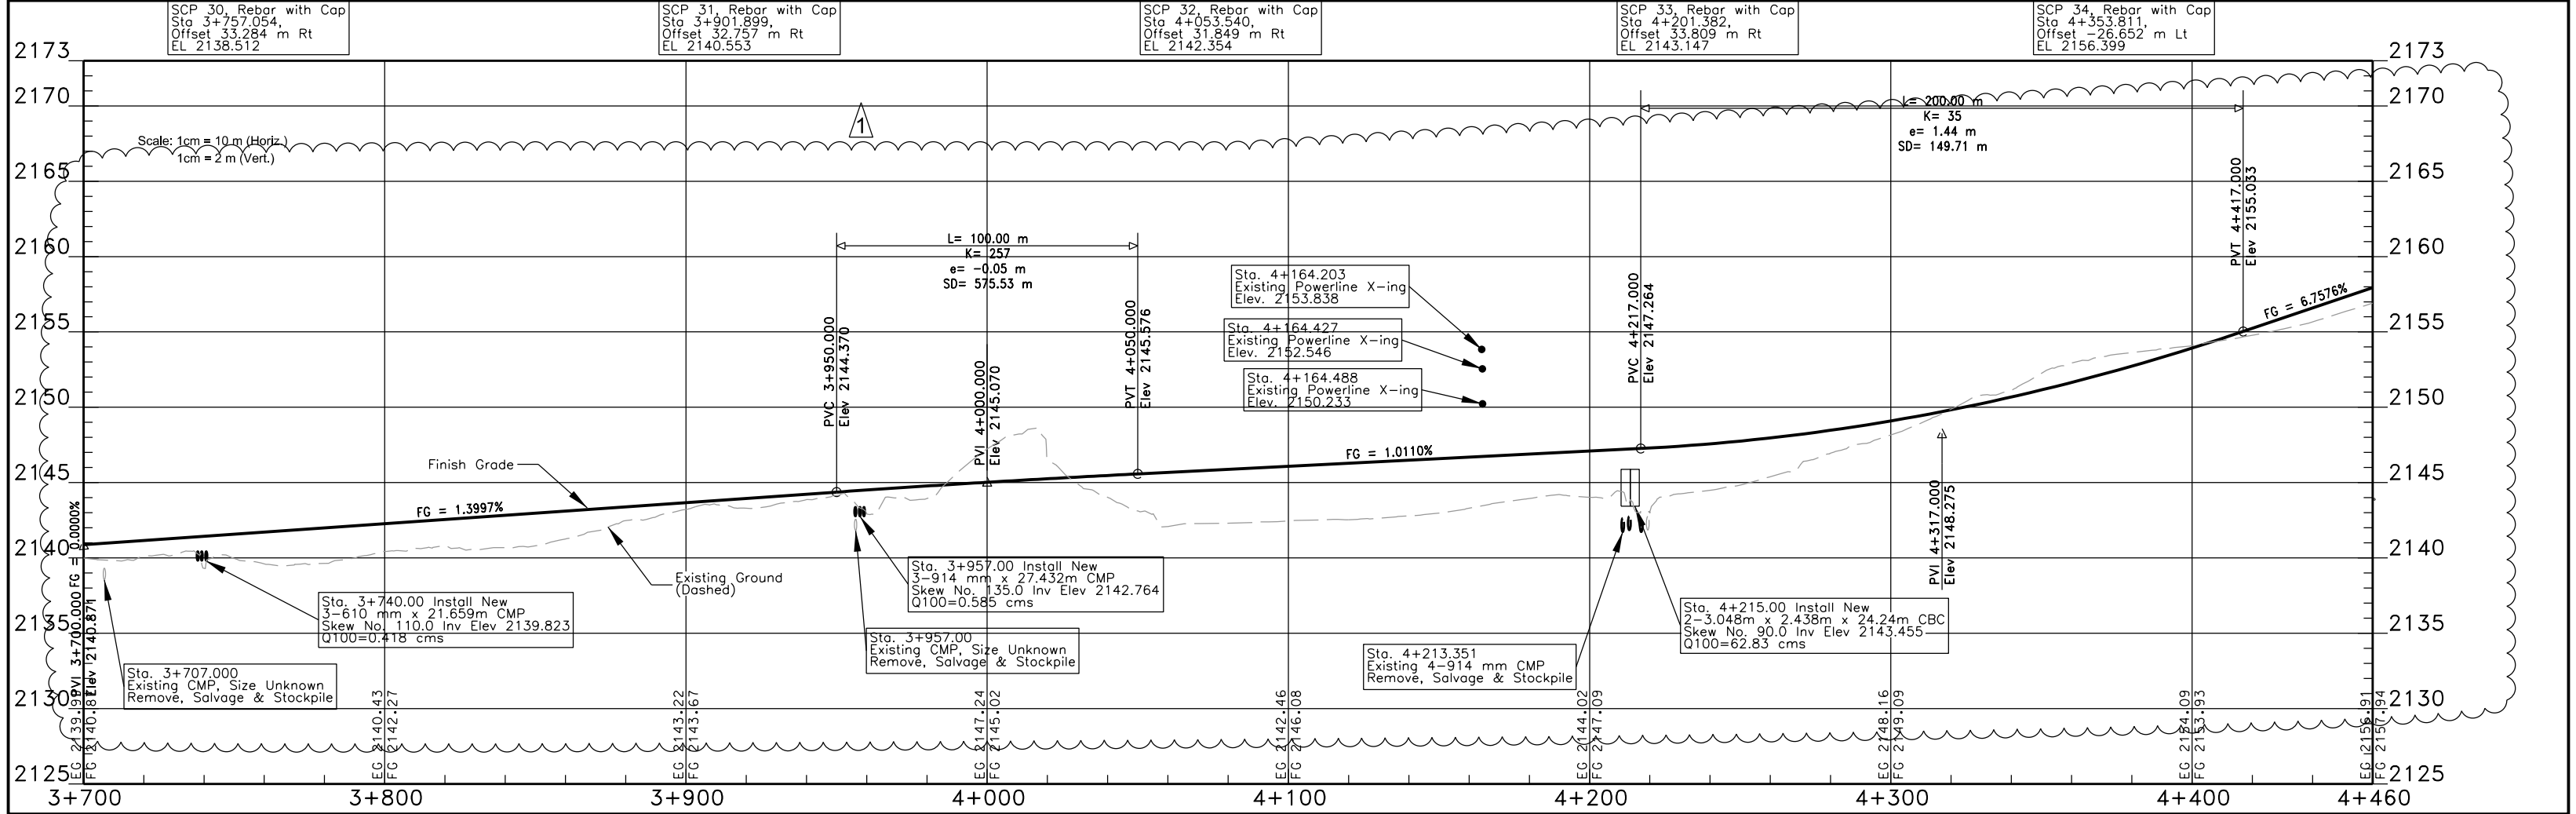 SCP 30, Rebar with Cap
Sta 3+757.054,
Offset 33.284 m Rt
EL 2138.512
SCP 31, Rebar with Cap
Sta 3+901.899,
Offset 32.757 m Rt
EL 2140.553
SCP 32, Rebar with Cap
Sta 4+053.540,
Offset 31.849 m Rt
EL 2142.354
SCP 33, Rebar with Cap
Sta 4+201.382,
Offset 33.809 m Rt
EL 2143.147
SCP 34, Rebar with Cap
Sta 4+353.811,
Offset -26.652 m Lt
EL 2156.399
2173
2170
2165
2160
2155
2150
2145
2140
2135
2130
2125
2173
2170
2165
2160
2155
2150
2145
2140
2135
2130
2125
Scale: 1cm = 10 m (Horiz.)
1cm = 2 m (Vert.)
1
L= 200.00 m
K= 35
e= 1.44 m
SD= 149.71 m
L= 100.00 m
K= 257
e= -0.05 m
SD= 575.53 m
PVC 3+950.000
Elev 2144.370
PVI 4+000.000
Elev 2145.070
PVT 4+050.000
Elev 2145.576
Sta. 4+164.203
Existing Powerline X-ing
Elev. 2153.838
Sta. 4+164.427
Existing Powerline X-ing
Elev. 2152.546
Sta. 4+164.488
Existing Powerline X-ing
Elev. 2150.233
PVC 4+217.000
Elev 2147.264
PVT 4+417.000
Elev 2155.033
FG = 6.7576%
FG = 1.0110%
Finish Grade
FG = 1.3997%
FG = 0.0000%
PVI 3+700.000
Elev 2140.871
PVI 4+317.000
Elev 2148.275
Existing Ground
(Dashed)
Sta. 3+957.00 Install New
3-914 mm x 27.432m CMP
Skew No. 135.0 Inv Elev 2142.764
Q100=0.585 cms
Sta. 3+740.00 Install New
3-610 mm x 21.659m CMP
Skew No. 110.0 Inv Elev 2139.823
Q100=0.418 cms
Sta. 4+215.00 Install New
2-3.048m x 2.438m x 24.24m CBC
Skew No. 90.0 Inv Elev 2143.455
Q100=62.83 cms
Sta. 3+957.00
Existing CMP, Size Unknown
Remove, Salvage & Stockpile
Sta. 4+213.351
Existing 4-914 mm CMP
Remove, Salvage & Stockpile
Sta. 3+707.000
Existing CMP, Size Unknown
Remove, Salvage & Stockpile
EG 2139.99
FG 2140.87
EG 2140.43
FG 2142.27
EG 2143.22
FG 2143.67
EG 2147.24
FG 2145.02
EG 2142.46
FG 2146.08
EG 2144.02
FG 2147.09
EG 2148.16
FG 2149.09
EG 2154.09
FG 2153.93
EG 2156.91
FG 2157.94
3+700
3+800
3+900
4+000
4+100
4+200
4+300
4+400
4+460